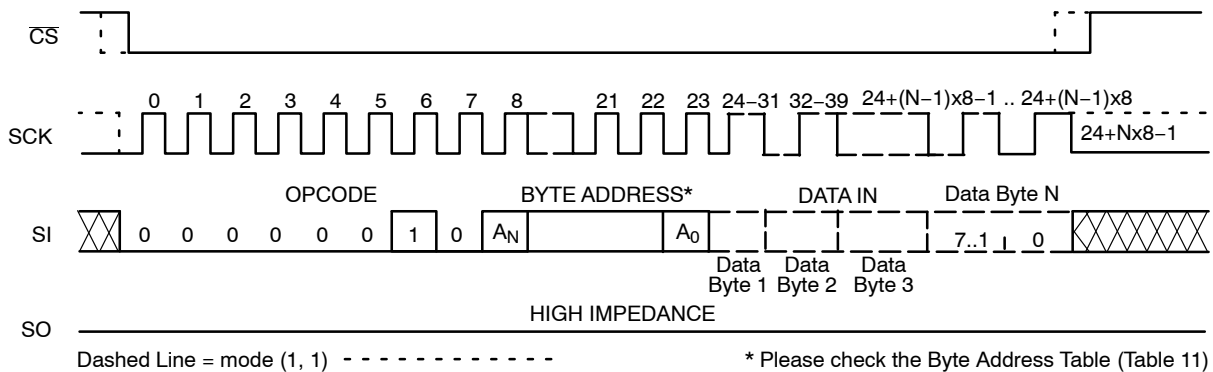 CS
0 1 2 3 4 5 6 7 8 21 22 23 24–31 32–39 24+(N–1)x8–1 .. 24+(N–1)x8
SCK
24+Nx8–1
OPCODE BYTE ADDRESS* DATA IN Data Byte N
SI 0 0 0 0 0 0 1 0 AN A0 7..1 0
Data Byte 1
Data Byte 2
Data Byte 3
HIGH IMPEDANCE
SO
Dashed Line = mode (1, 1) * Please check the Byte Address Table (Table 11)